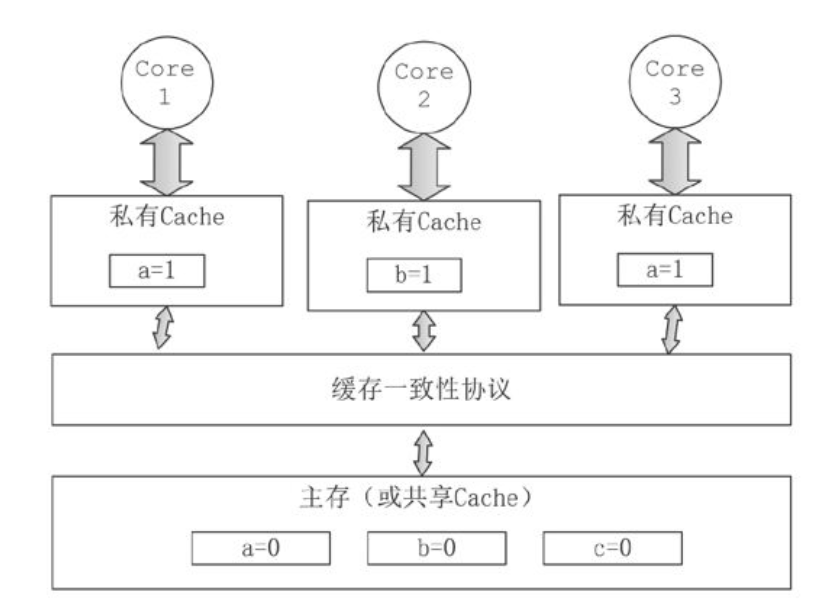 Core
1
Core
2
Core
3
私有Cache
a=1
私有Cache
b=1
私有Cache
a=1
缓存一致性协议
主存（或共享Cache）
a=0
b=0
c=0